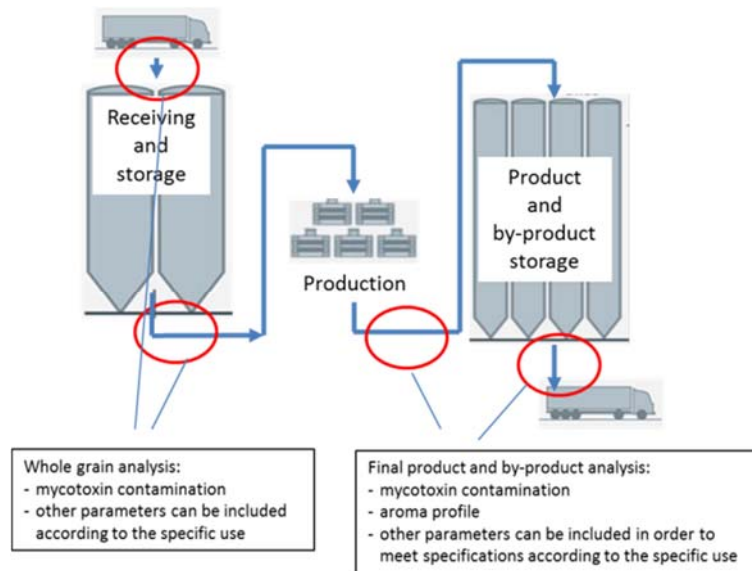 Receiving
and
storage
Production
Product
and
by-product
storage
Whole grain analysis:
- mycotoxin contamination
- other parameters can be included
according to the specific use
Final product and by-product analysis:
- mycotoxin contamination
- aroma profile
- other parameters can be included in order to
meet specifications according to the specific use